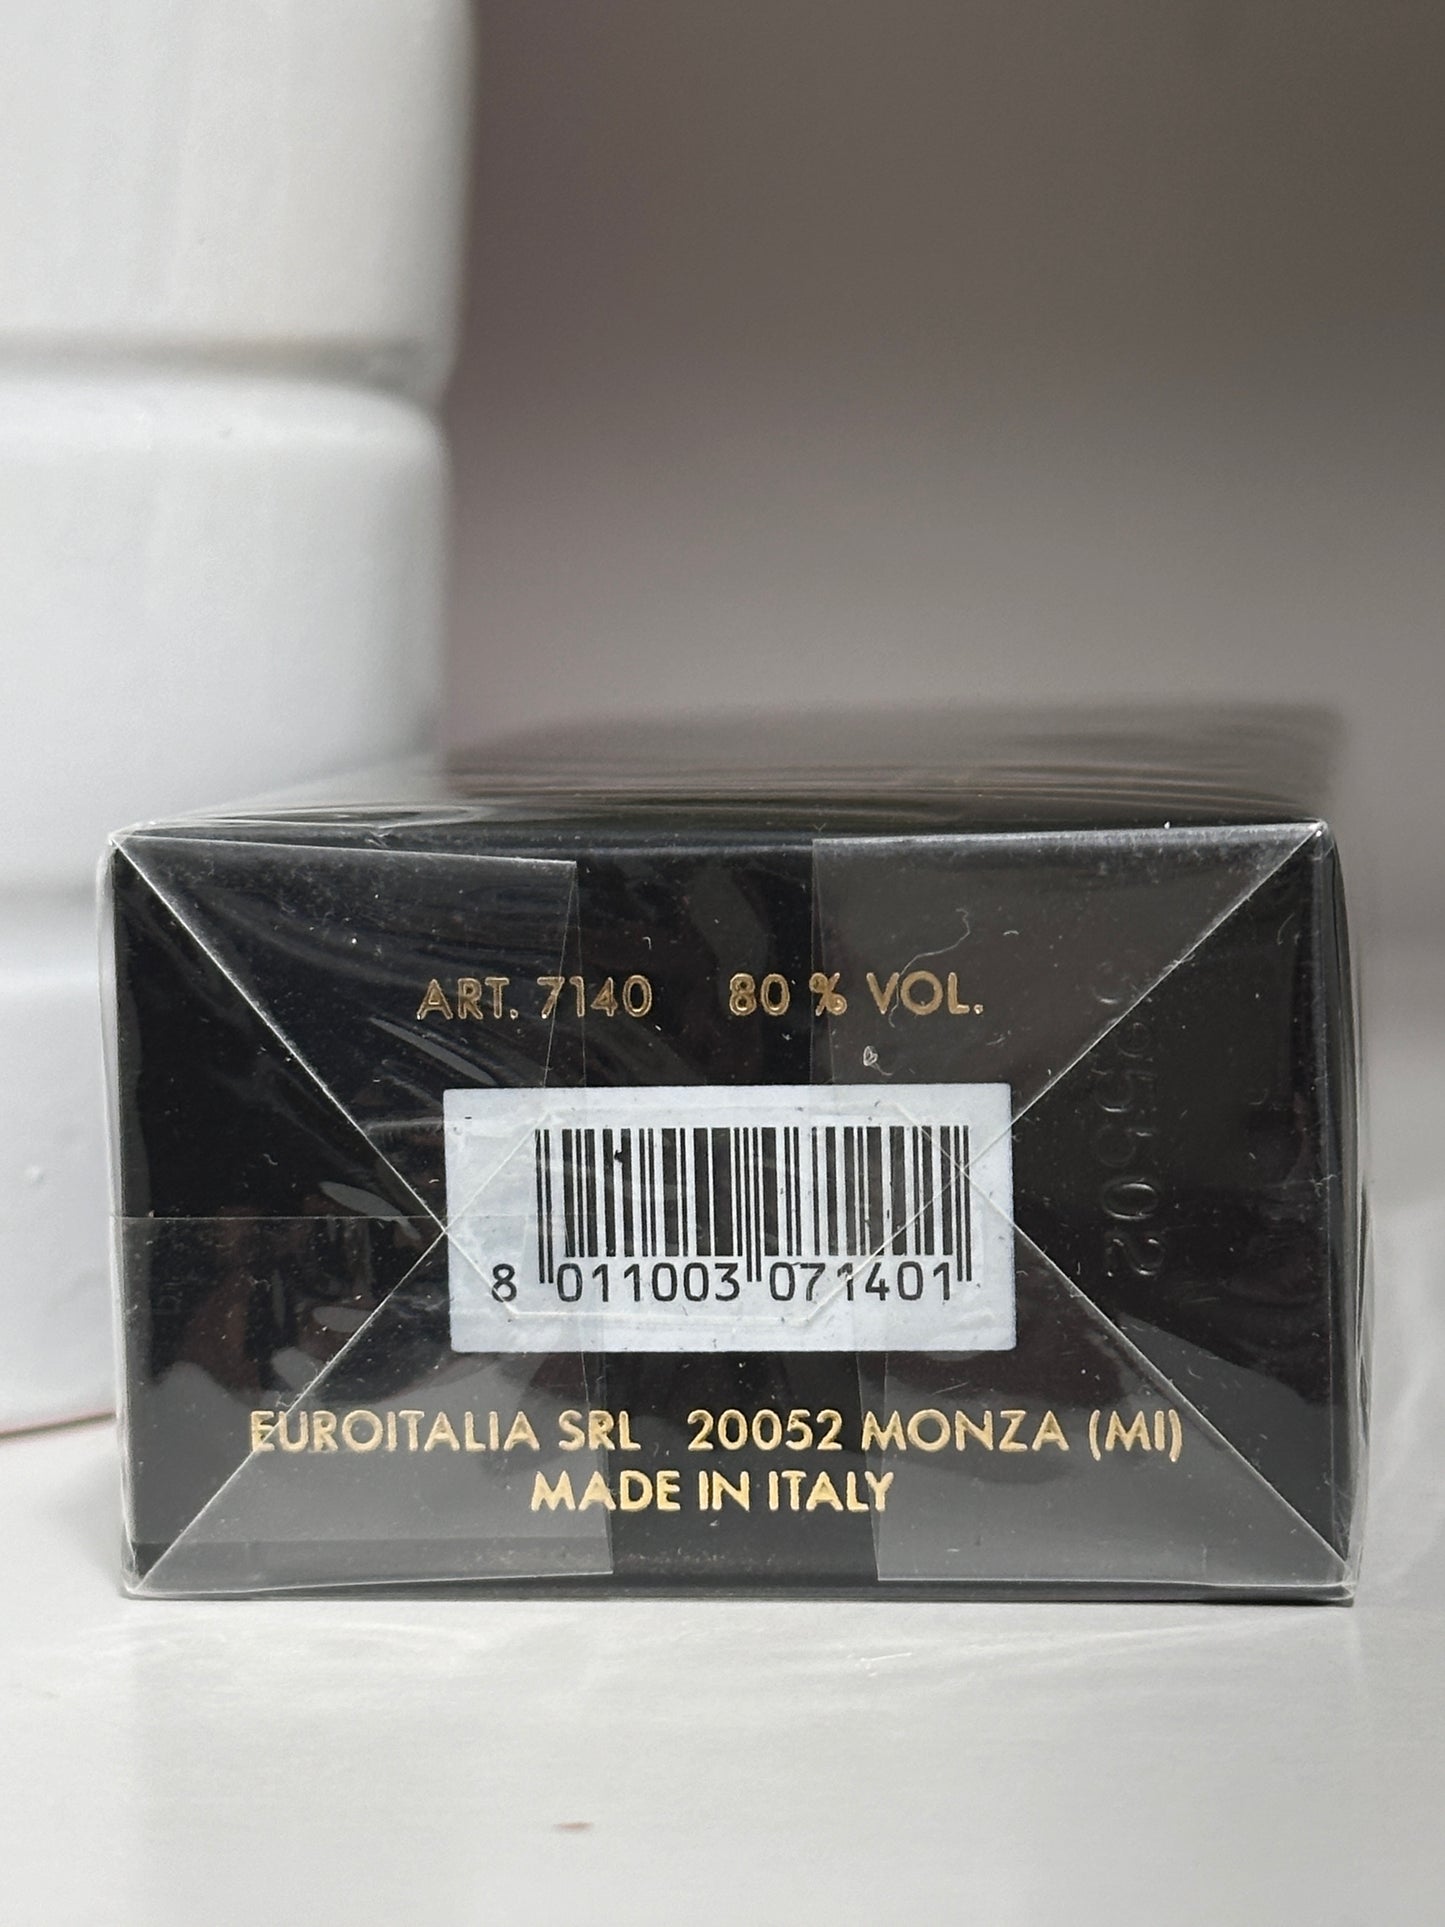 ART. 7140 80 % VOL.
8 011003 071401
EUROITALIA SRL 20052 MONZA (MI)
MADE IN ITALY